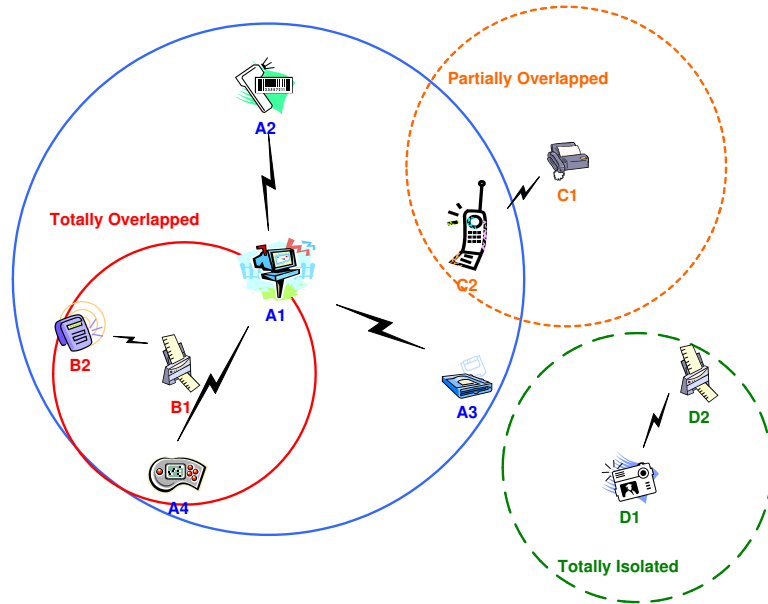 Partially Overlapped
A2
C1
Totally Overlapped
C2
A1
B2
B1
A3
D2
A4
D1
Totally Isolated